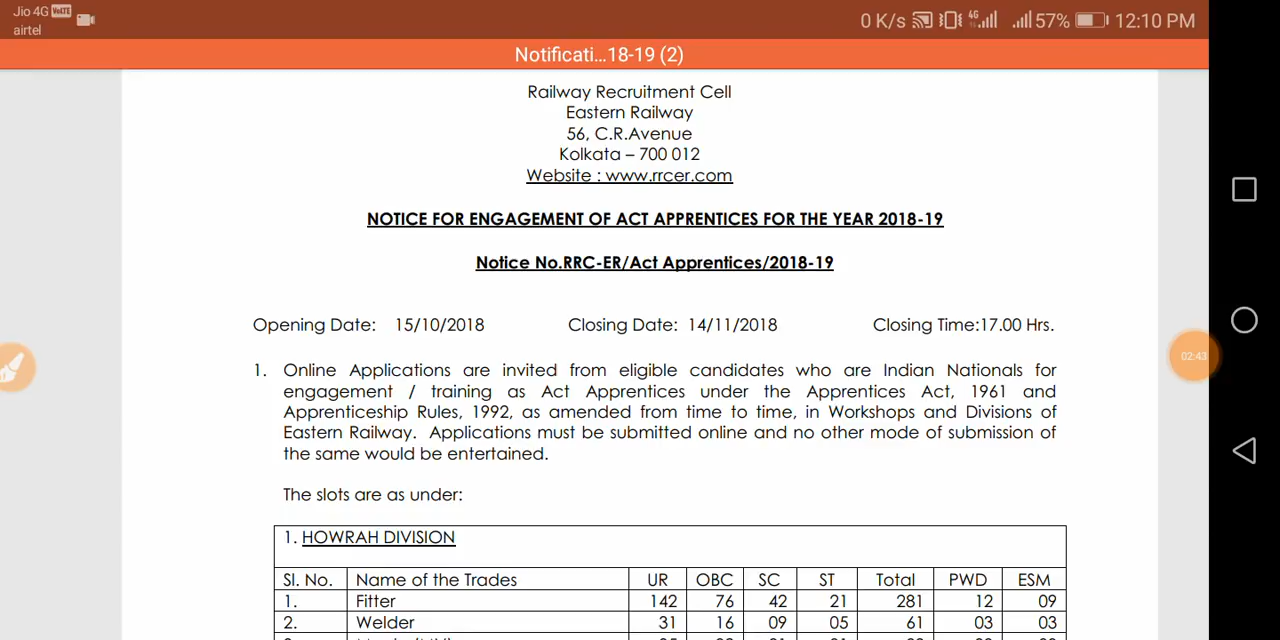 Jio 4G VoLTE
airtel
0 K/s 4G 57% 12:10 PM
Notificati...18-19 (2)
Railway Recruitment Cell
Eastern Railway
56, C.R.Avenue
Kolkata – 700 012
Website : www.rrcer.com
NOTICE FOR ENGAGEMENT OF ACT APPRENTICES FOR THE YEAR 2018-19
Notice No.RRC-ER/Act Apprentices/2018-19
Opening Date: 15/10/2018 Closing Date: 14/11/2018 Closing Time:17.00 Hrs.
02:43
1. Online Applications are invited from eligible candidates who are Indian Nationals for
engagement / training as Act Apprentices under the Apprentices Act, 1961 and
Apprenticeship Rules, 1992, as amended from time to time, in Workshops and Divisions of
Eastern Railway. Applications must be submitted online and no other mode of submission of
the same would be entertained.
The slots are as under:
1. HOWRAH DIVISION
Sl. No. Name of the Trades UR OBC SC ST Total PWD ESM
1. Fitter 142 76 42 21 281 12 09
2. Welder 31 16 09 05 61 03 03